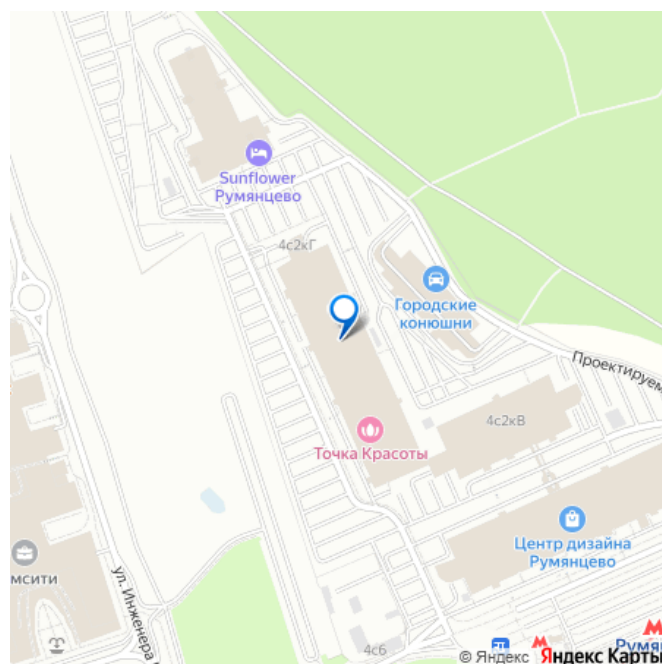 Sunflower
Румянцево
4с2кГ
Городские
конюшни
Проектируем
4с2кВ
Точка Красоты
Центр дизайна
Румянцево
мсити
ул. Инженера
4с6
Румя
© Яндекс Яндекс Карты